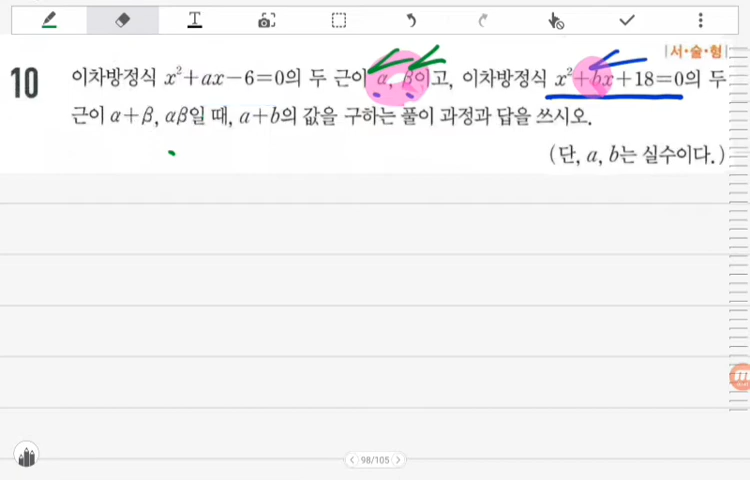 T
|서·술·형|
10 이차방정식 x²+ax-6=0의 두 근이 α, β이고, 이차방정식 x²+bx+18=0의 두
근이 α+β, αβ일 때, a+b의 값을 구하는 풀이 과정과 답을 쓰시오.
(단, a, b는 실수이다.)
98/105